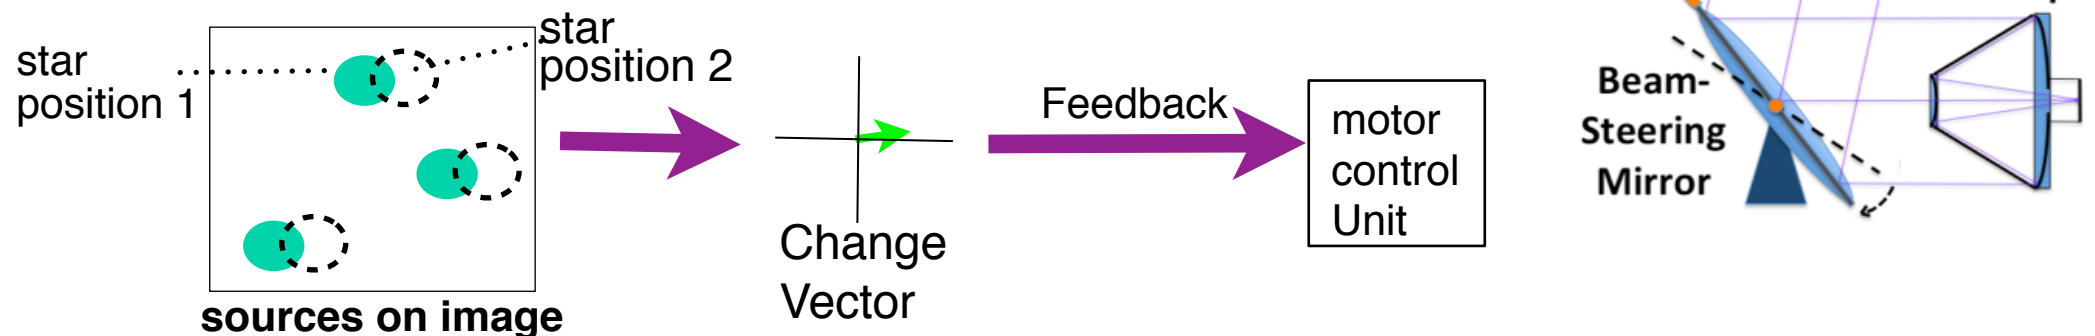 star
position 1
star
position 2
sources on image
Change
Vector
Feedback
motor
control
Unit
Beam-
Steering
Mirror